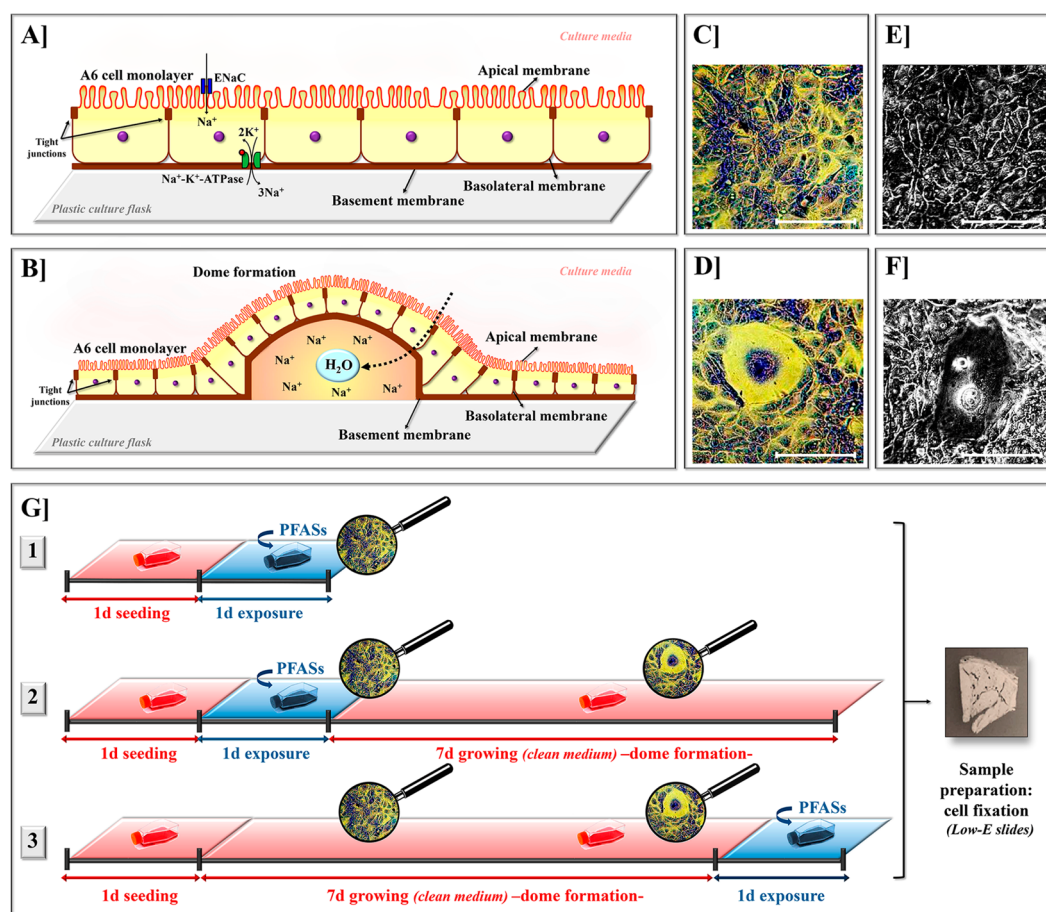 A]
Culture media
A6 cell monolayer
ENaC
Apical membrane
Tight
junctions
Na⁺
2K⁺
Na⁺-K⁺-ATPase
3Na⁺
Basolateral membrane
Basement membrane
Plastic culture flask
B]
Dome formation
Culture media
A6 cell monolayer
Apical membrane
Tight
junctions
Na⁺
Na⁺
Na⁺
H₂O
Na⁺
Na⁺
Na⁺
Na⁺
Basolateral membrane
Basement membrane
Plastic culture flask
C]
E]
D]
F]
G]
1
PFASs
1d seeding
1d exposure
2
PFASs
1d seeding
1d exposure
7d growing (clean medium) –dome formation-
3
PFASs
1d seeding
7d growing (clean medium) –dome formation-
1d exposure
Sample
preparation:
cell fixation
(Low-E slides)